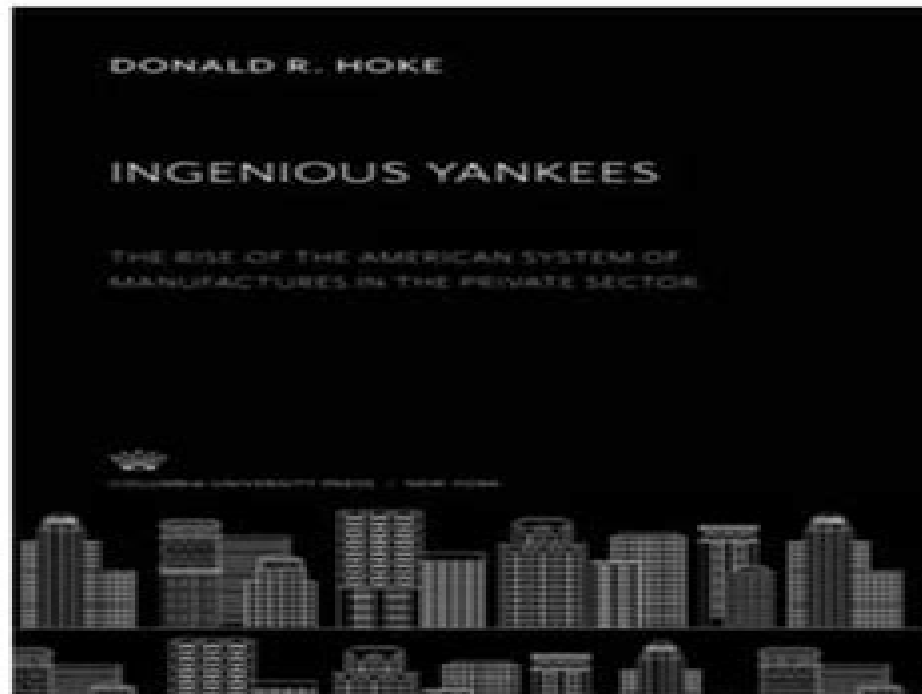 DONALD R. HOKE
INGENIOUS YANKEES
THE RISE OF THE AMERICAN SYSTEM OF
MANUFACTURES IN THE PRIVATE SECTOR
COLUMBIA UNIVERSITY PRESS / NEW YORK